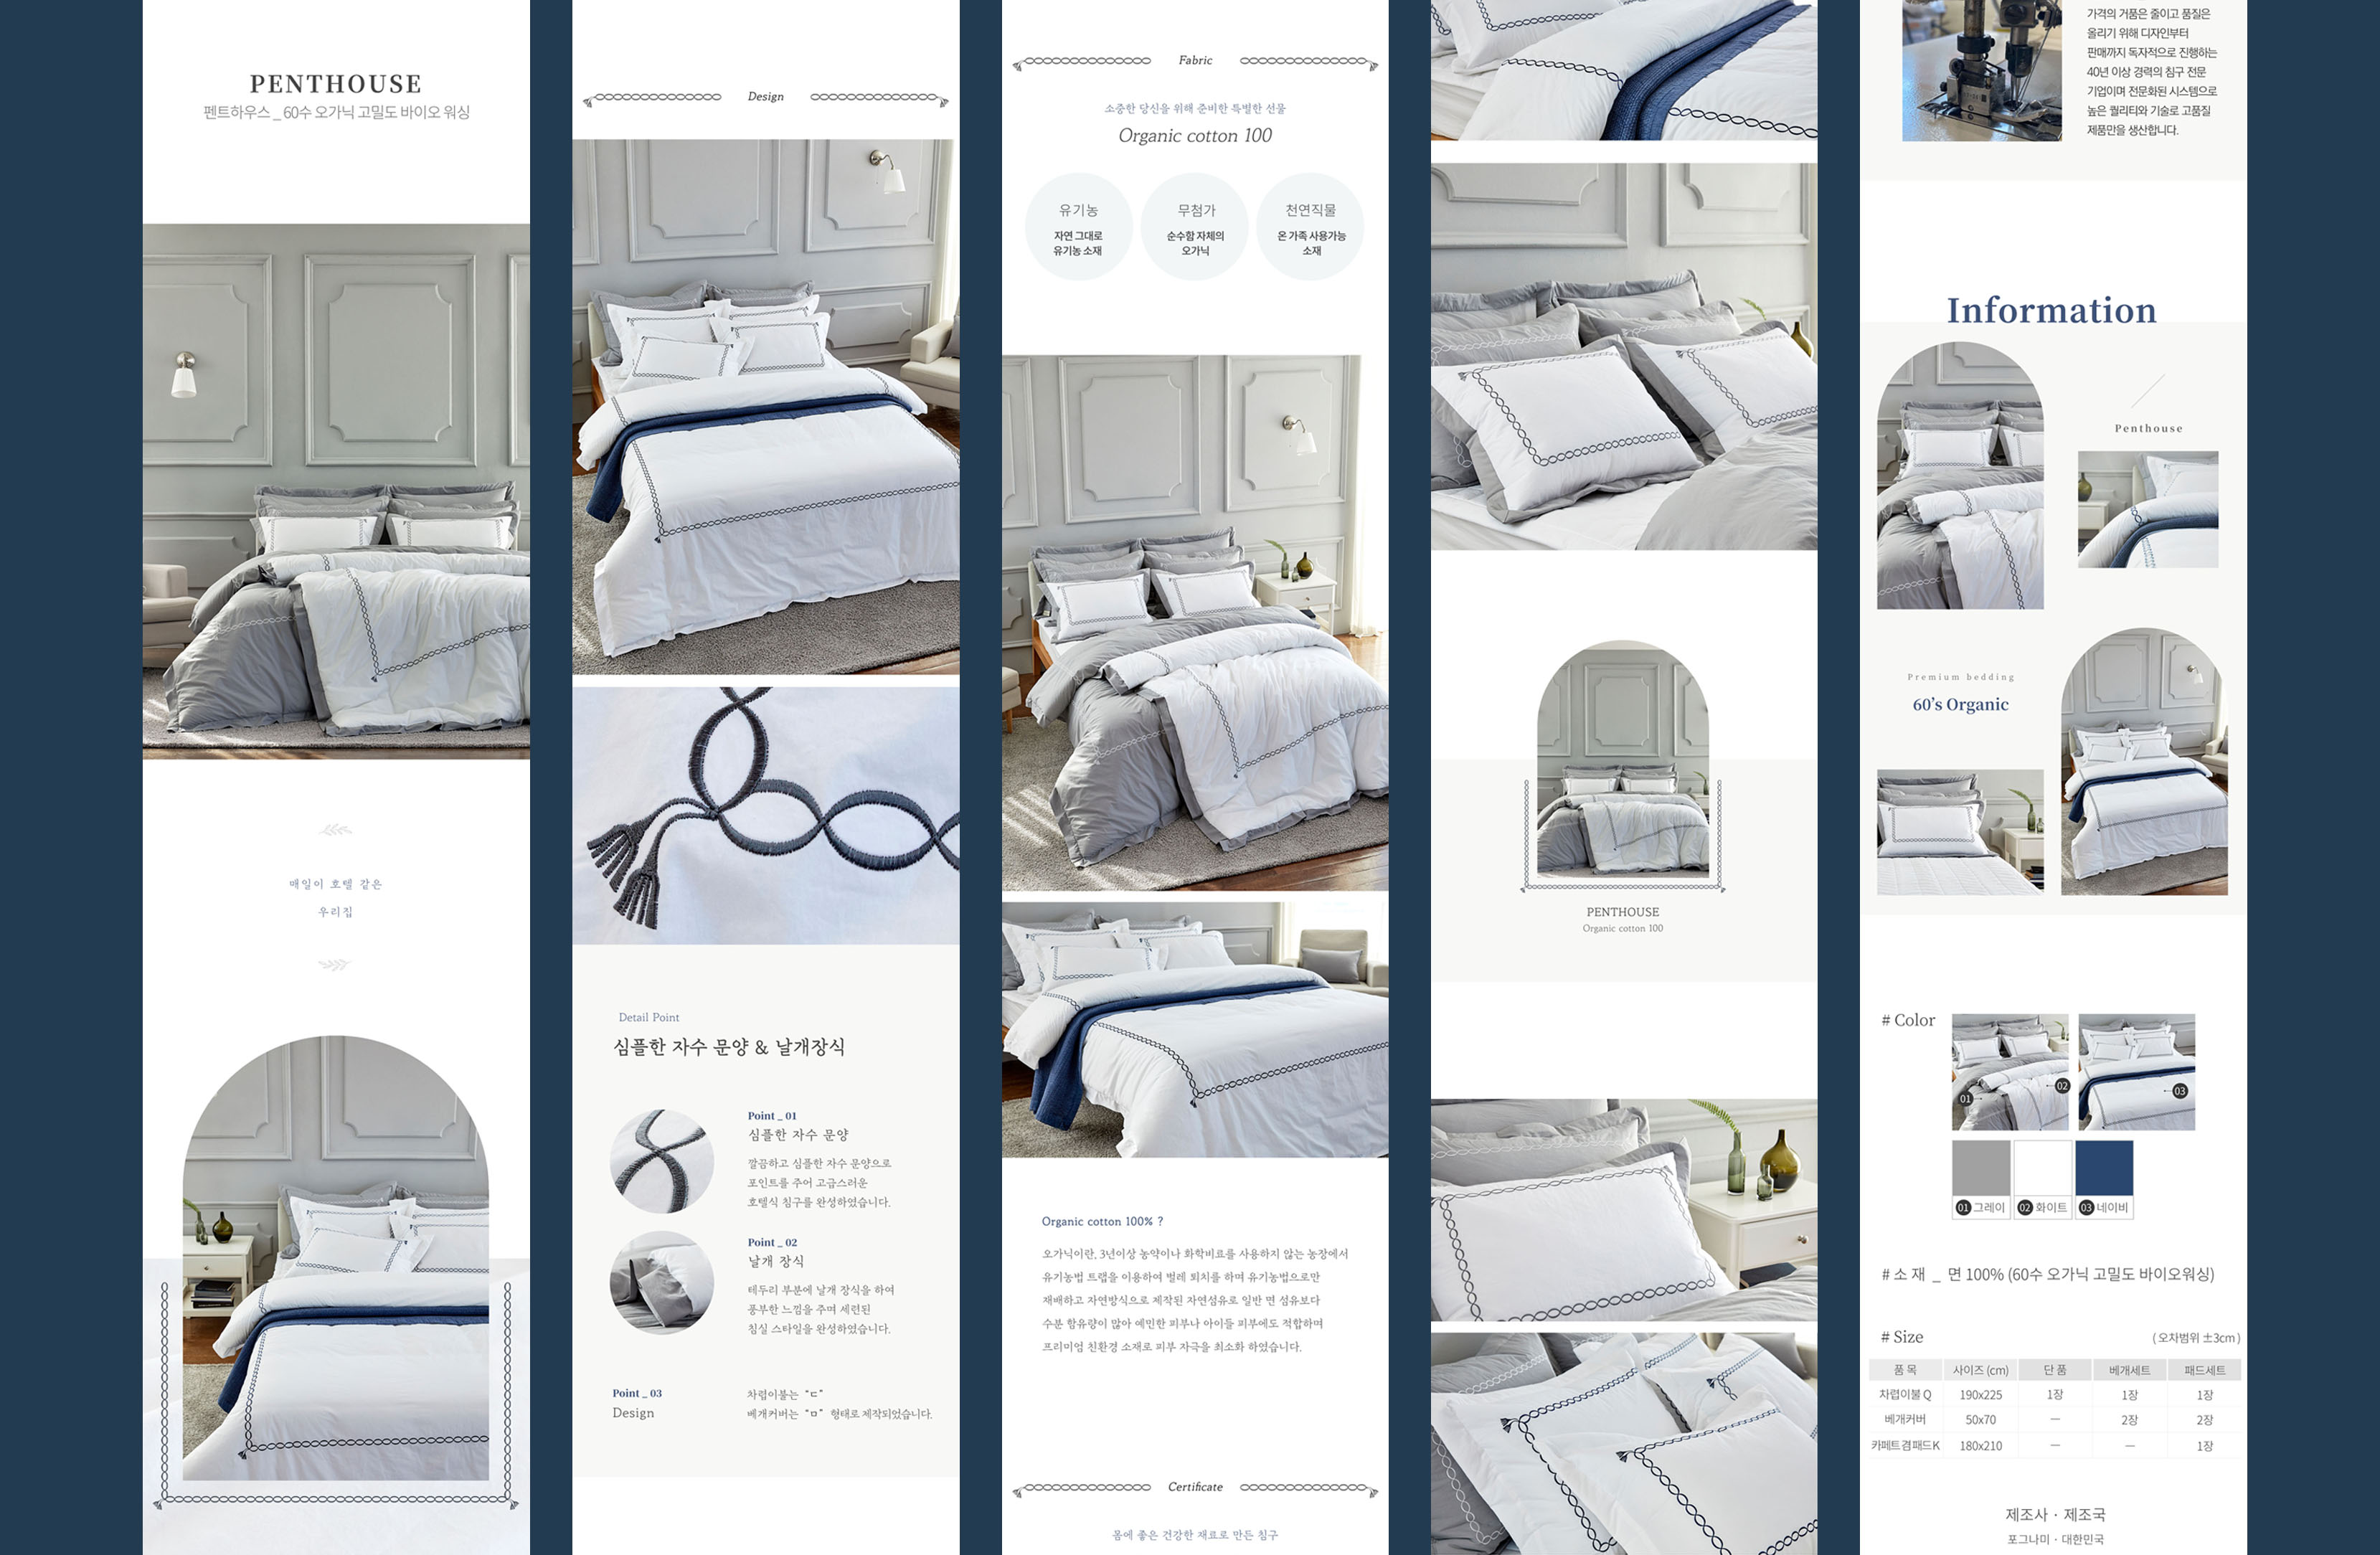 PENTHOUSE
펜트하우스 _ 60수 오가닉 고밀도 바이오 워싱
매일이 호텔 같은
우리집
Design
Detail Point
심플한 자수 문양 & 날개장식
Point _ 01
심플한 자수 문양
깔끔하고 심플한 자수 문양으로
포인트를 주어 고급스러운
호텔식 침구를 완성하였습니다.
Point _ 02
날개 장식
테두리 부분에 날개 장식을 하여
풍부한 느낌을 주며 세련된
침실 스타일을 완성하였습니다.
Point _ 03
Design
차렵이불는 “ㄷ”
베개커버는 “ㅁ” 형태로 제작되었습니다.
Fabric
소중한 당신을 위해 준비한 특별한 선물
Organic cotton 100
유기농
자연 그대로
유기농 소재
무첨가
순수함 자체의
오가닉
천연직물
온 가족 사용가능
소재
Organic cotton 100% ?
오가닉이란, 3년이상 농약이나 화학비료를 사용하지 않는 농장에서
유기농법 트랩을 이용하여 벌레 퇴치를 하며 유기농법으로만
재배하고 자연방식으로 제작된 자연섬유로 일반 면 섬유보다
수분 함유량이 많아 예민한 피부나 아이들 피부에도 적합하며
프리미엄 친환경 소재로 피부 자극을 최소화 하였습니다.
Certificate
몸에 좋은 건강한 재료로 만든 침구
PENTHOUSE
Organic cotton 100
가격의 거품은 줄이고 품질은
올리기 위해 디자인부터
판매까지 독자적으로 진행하는
40년 이상 경력의 침구 전문
기업이며 전문화된 시스템으로
높은 퀄리티와 기술로 고품질
제품만을 생산합니다.
Information
Penthouse
Premium bedding
60’s Organic
# Color
01
02
03
01 그레이
02 화이트
03 네이비
# 소 재 _ 면 100% (60수 오가닉 고밀도 바이오워싱)
# Size
( 오차범위 ±3cm )
품 목 사이즈 (cm) 단 품 베개세트 패드세트
차렵이불 Q 190x225 1장 1장 1장
베개커버 50x70 — 2장 2장
카페트겸패드K 180x210 — — 1장
제조사 · 제조국
포그나미 · 대한민국